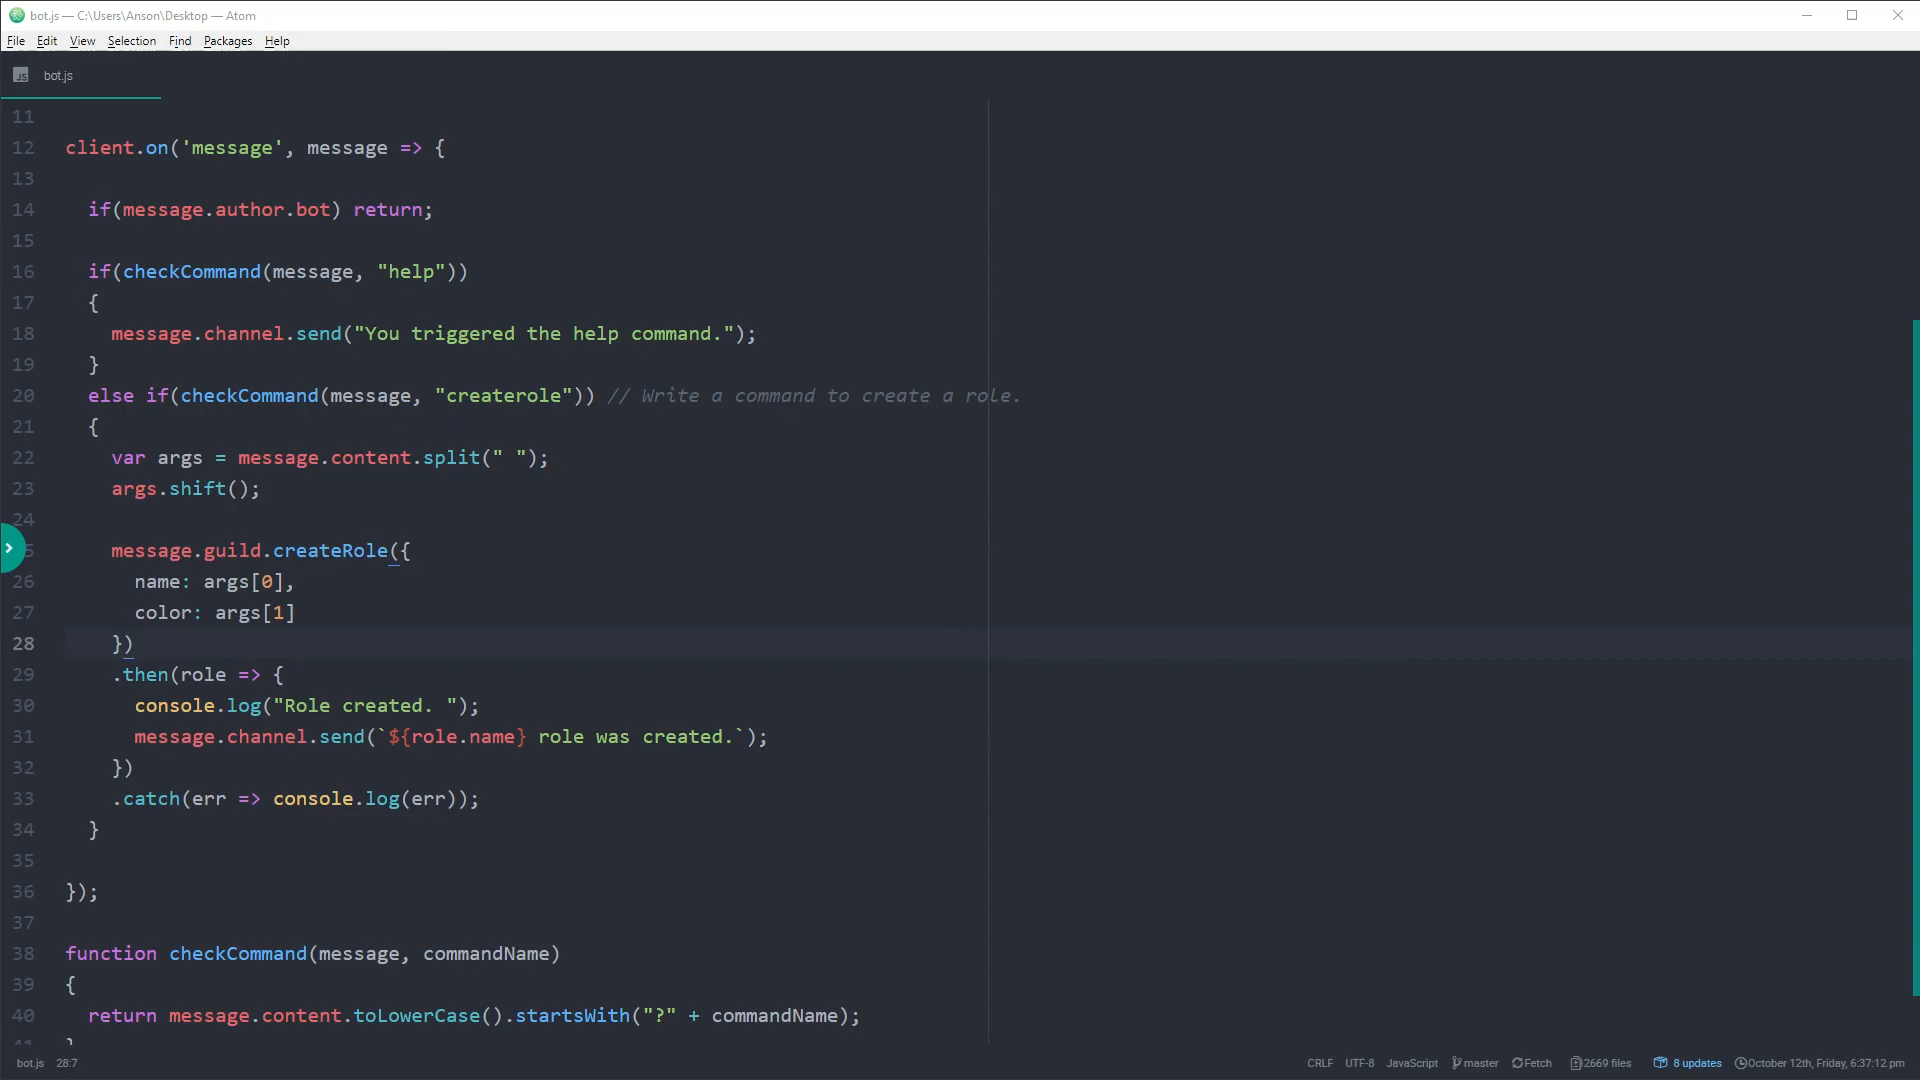 bot.js — C:\Users\Anson\Desktop — Atom
File Edit View Selection Find Packages Help
JS bot.js
11
12 client.on('message', message => {
13
14 if(message.author.bot) return;
15
16 if(checkCommand(message, "help"))
17 {
18 message.channel.send("You triggered the help command.");
19 }
20 else if(checkCommand(message, "createrole")) // Write a command to create a role.
21 {
22 var args = message.content.split(" ");
23 args.shift();
24
5 message.guild.createRole({
26 name: args[0],
27 color: args[1]
28 })
29 .then(role => {
30 console.log("Role created. ");
31 message.channel.send(`${role.name} role was created.`);
32 })
33 .catch(err => console.log(err));
34 }
35
36 });
37
38 function checkCommand(message, commandName)
39 {
40 return message.content.toLowerCase().startsWith("?" + commandName);
41 }
bot.js 28:7 CRLF UTF-8 JavaScript master Fetch 2669 files 8 updates October 12th, Friday, 6:37:12 pm